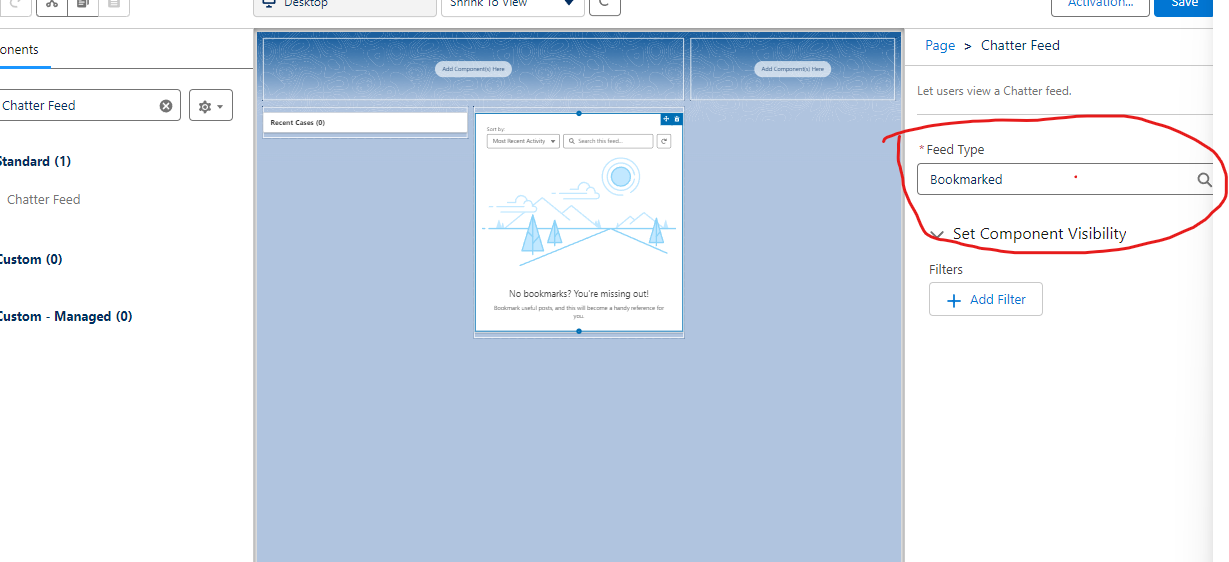 Desktop
Shrink To View
Activation...
Save
onents
Chatter Feed
Standard (1)
Chatter Feed
Custom (0)
Custom - Managed (0)
Add Component(s) Here
Add Component(s) Here
Recent Cases (0)
Sort by:
Most Recent Activity
Search this feed...
No bookmarks? You're missing out!
Bookmark useful posts, and this will become a handy reference for
you.
Page > Chatter Feed
Let users view a Chatter feed.
* Feed Type
Bookmarked
Set Component Visibility
Filters
Add Filter